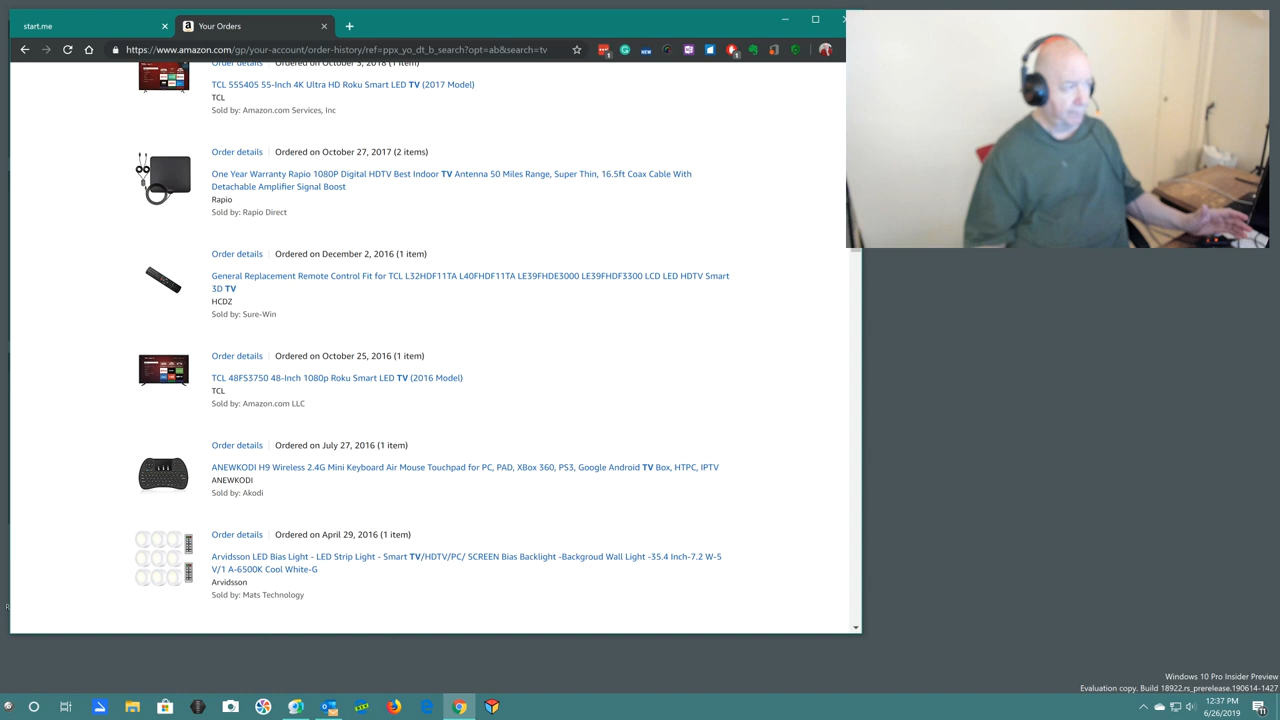 start.me
Your Orders
https://www.amazon.com/gp/your-account/order-history/ref=ppx_yo_dt_b_search?opt=ab&search=tv
Order details Ordered on October 3, 2018 (1 item)
TCL 55S405 55-Inch 4K Ultra HD Roku Smart LED TV (2017 Model)
TCL
Sold by: Amazon.com Services, Inc
Order details Ordered on October 27, 2017 (2 items)
One Year Warranty Rapio 1080P Digital HDTV Best Indoor TV Antenna 50 Miles Range, Super Thin, 16.5ft Coax Cable With
Detachable Amplifier Signal Boost
Rapio
Sold by: Rapio Direct
Order details Ordered on December 2, 2016 (1 item)
General Replacement Remote Control Fit for TCL L32HDF11TA L40FHDF11TA LE39FHDE3000 LE39FHDF3300 LCD LED HDTV Smart
3D TV
HCDZ
Sold by: Sure-Win
Order details Ordered on October 25, 2016 (1 item)
TCL 48FS3750 48-Inch 1080p Roku Smart LED TV (2016 Model)
TCL
Sold by: Amazon.com LLC
Order details Ordered on July 27, 2016 (1 item)
ANEWKODI H9 Wireless 2.4G Mini Keyboard Air Mouse Touchpad for PC, PAD, XBox 360, PS3, Google Android TV Box, HTPC, IPTV
ANEWKODI
Sold by: Akodi
Order details Ordered on April 29, 2016 (1 item)
Arvidsson LED Bias Light - LED Strip Light - Smart TV/HDTV/PC/ SCREEN Bias Backlight -Backgroud Wall Light -35.4 Inch-7.2 W-5
V/1 A-6500K Cool White-G
Arvidsson
Sold by: Mats Technology
Windows 10 Pro Insider Preview
Evaluation copy. Build 18922.rs_prerelease.190614-1427
12:37 PM
6/26/2019